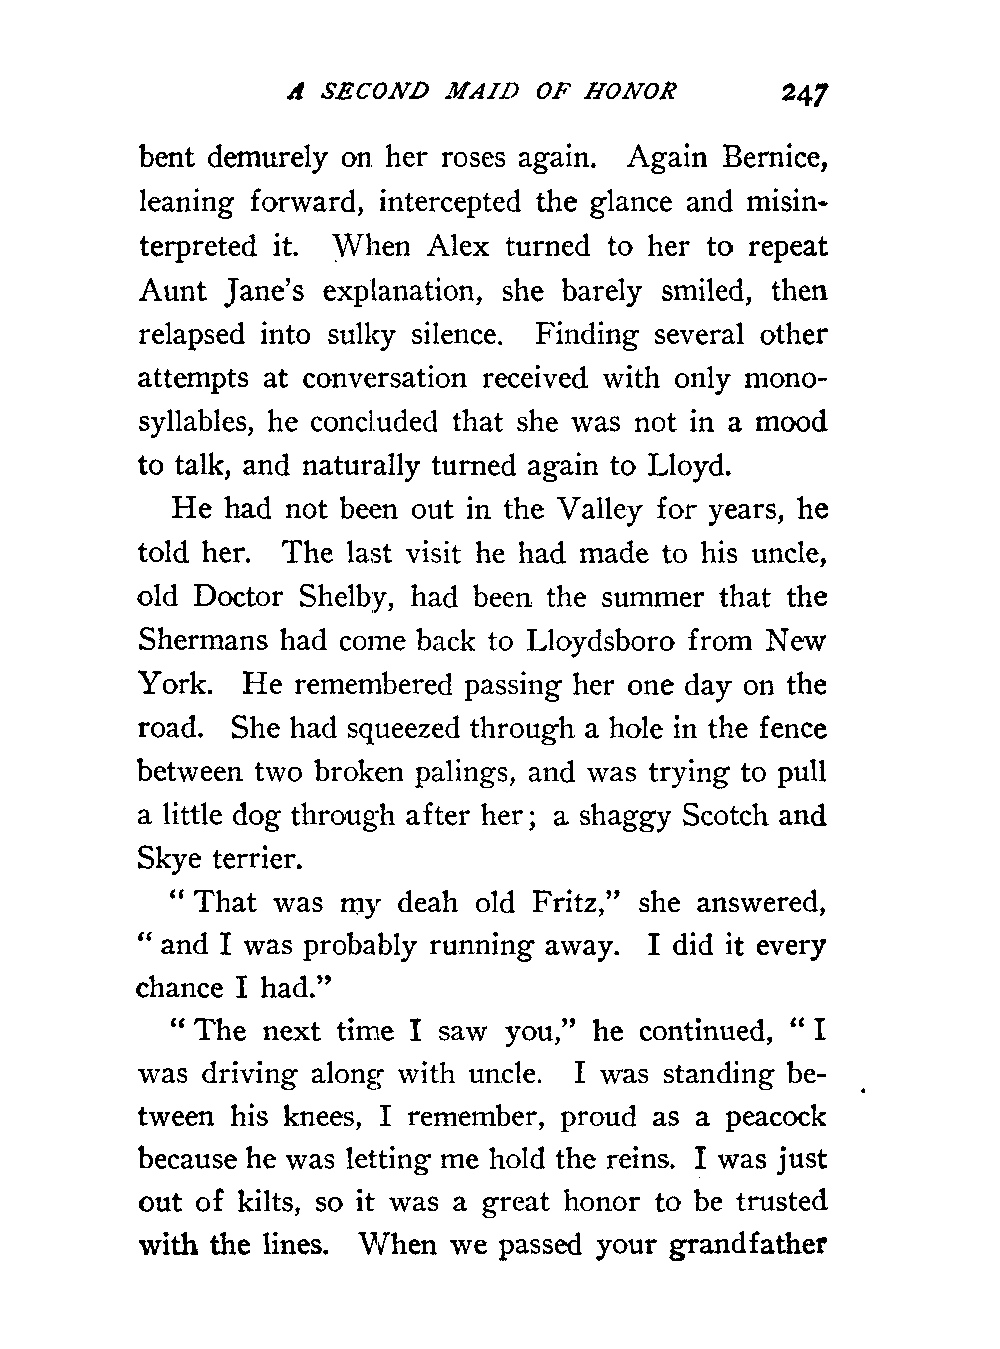 A SECOND MAID OF HONOR 247
bent demurely on her roses again. Again Bernice,
leaning forward, intercepted the glance and misin-
terpreted it. When Alex turned to her to repeat
Aunt Jane's explanation, she barely smiled, then
relapsed into sulky silence. Finding several other
attempts at conversation received with only mono-
syllables, he concluded that she was not in a mood
to talk, and naturally turned again to Lloyd.
He had not been out in the Valley for years, he
told her. The last visit he had made to his uncle,
old Doctor Shelby, had been the summer that the
Shermans had come back to Lloydsboro from New
York. He remembered passing her one day on the
road. She had squeezed through a hole in the fence
between two broken palings, and was trying to pull
a little dog through after her; a shaggy Scotch and
Skye terrier.
" That was my deah old Fritz," she answered,
" and I was probably running away. I did it every
chance I had."
" The next time I saw you," he continued, " I
was driving along with uncle. I was standing be-
tween his knees, I remember, proud as a peacock
because he was letting me hold the reins. I was just
out of kilts, so it was a great honor to be trusted
with the lines. When we passed your grandfather